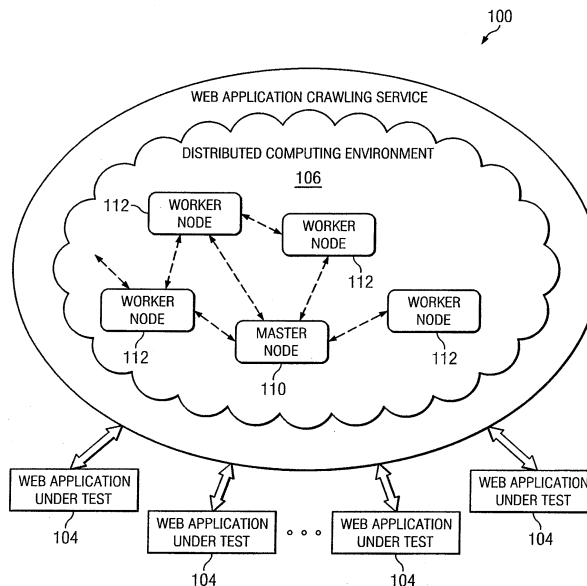 100
WEB APPLICATION CRAWLING SERVICE
DISTRIBUTED COMPUTING ENVIRONMENT
106
112
WORKER
NODE
WORKER
NODE
112
WORKER
NODE
112
MASTER
NODE
110
WORKER
NODE
112
WEB APPLICATION
UNDER TEST
104
WEB APPLICATION
UNDER TEST
104
WEB APPLICATION
UNDER TEST
104
WEB APPLICATION
UNDER TEST
104